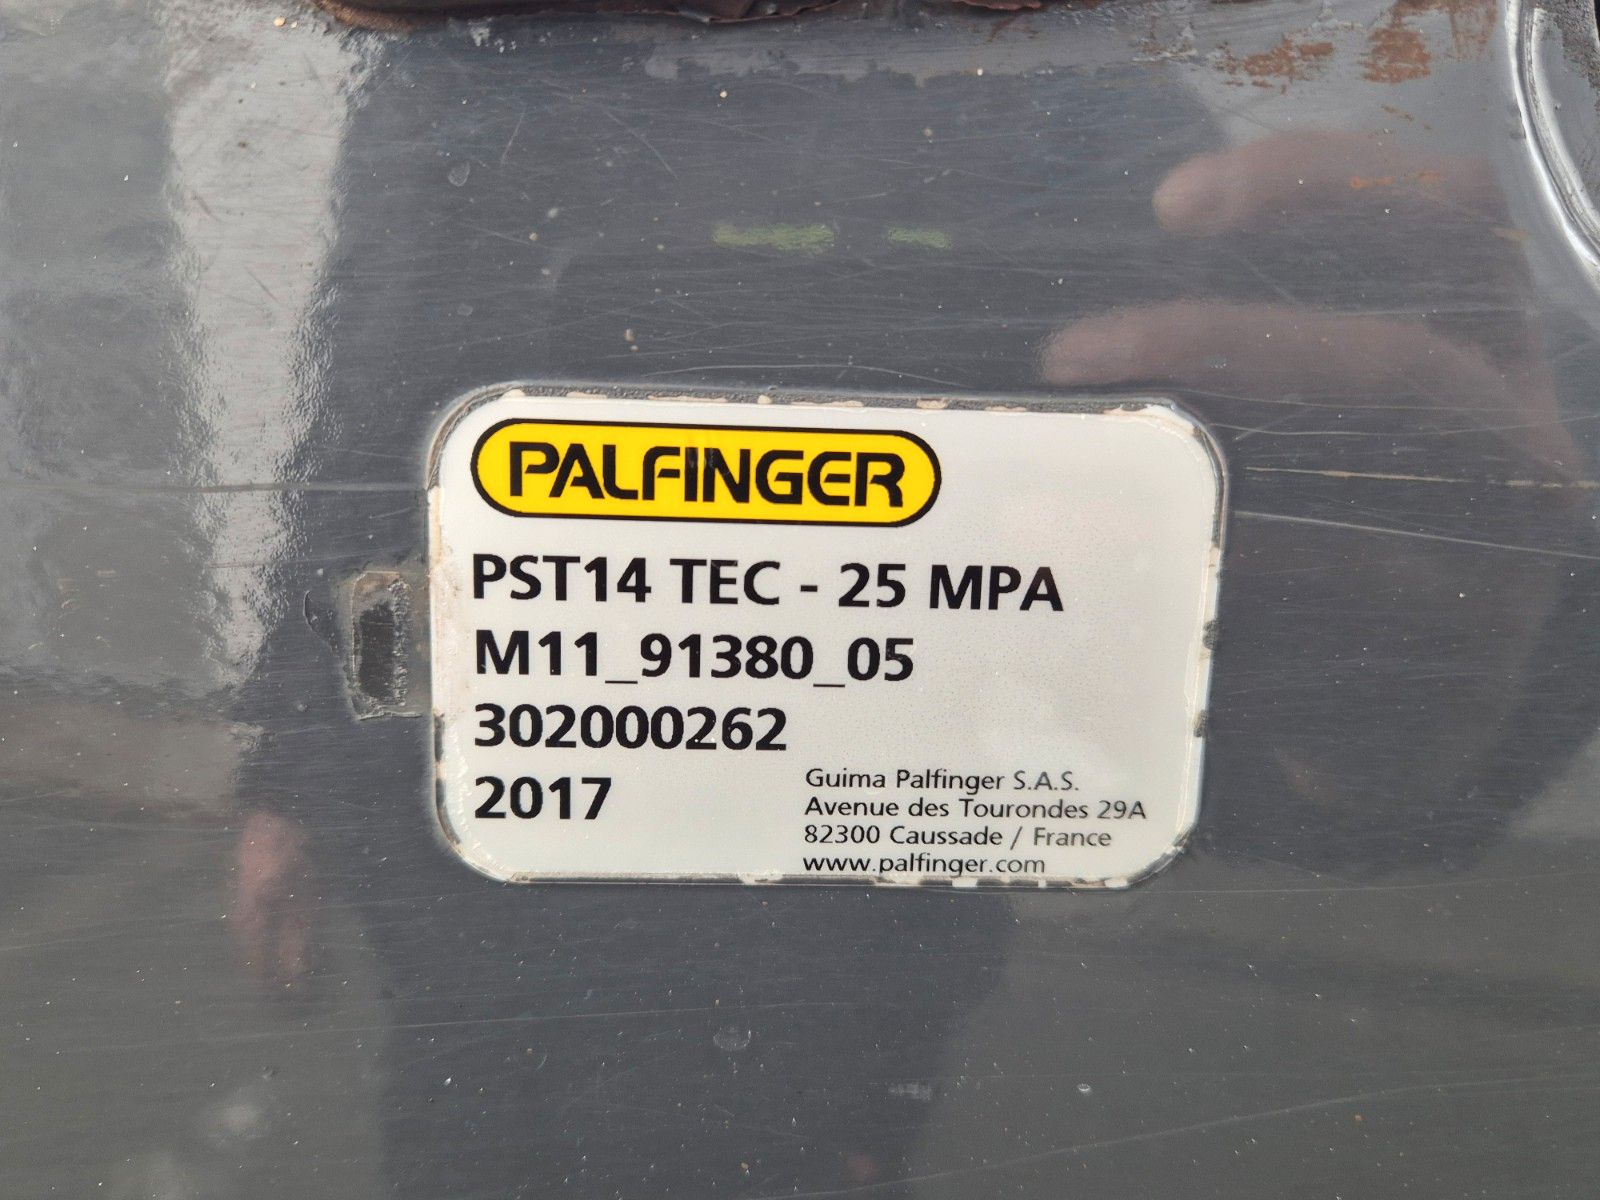 PALFINGER
PST14 TEC - 25 MPA
M11_91380_05
302000262
2017
Guima Palfinger S.A.S.
Avenue des Tourondes 29A
82300 Caussade / France
www.palfinger.com